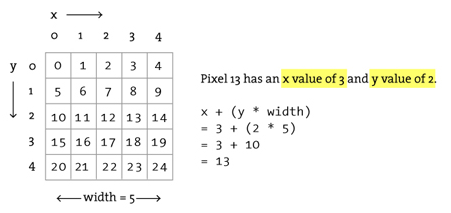 x
0 1 2 3 4
y 0 0 1 2 3 4
1 5 6 7 8 9
2 10 11 12 13 14
3 15 16 17 18 19
4 20 21 22 23 24
width = 5
Pixel 13 has an x value of 3 and y value of 2.
x + (y * width)
= 3 + (2 * 5)
= 3 + 10
= 13